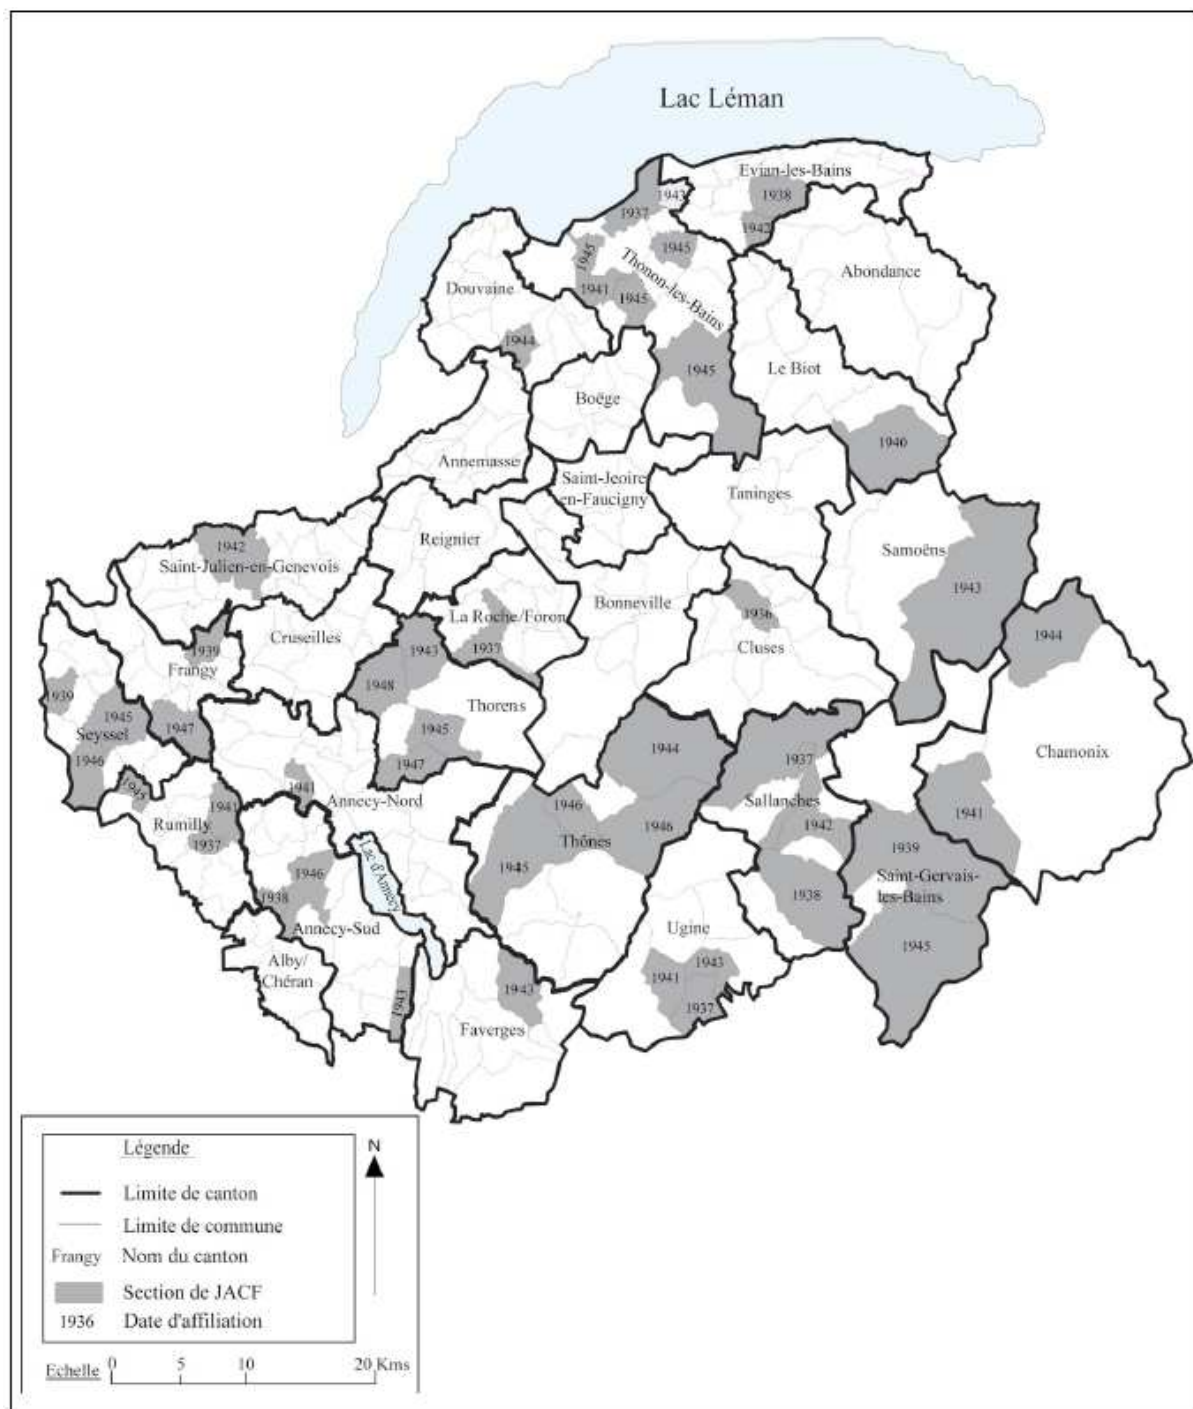 Lac Léman
Evian-les-Bains
1943
1938
1937
1942
1945
1945
Thonon-les-Bains
Abondance
Douvaine
1941
1945
1944
Le Biot
1945
Boëge
1940
Annemasse
Saint-Jeoire
en-Faucigny
Taninges
Reignier
Samoëns
1942
Saint-Julien-en-Genevois
1943
Bonneville
La Roche/Foron
1936
Cruseilles
1944
1939
1943
1937
Cluses
Frangy
1948
1939
Thorens
1945
1945
1947
Seyssel
1944
Chamonix
1946
1947
1937
1941
Annecy-Nord
1945
1941
1946
Sallanches
1941
Rumilly
1942
1946
1937
Thônes
1939
Lac d'Annecy
1945
1946
Saint-Gervais-
les-Bains
1938
1938
Annecy-Sud
Ugine
1945
Alby/
Chéran
1943
1941
1943
1943
1937
Faverges
Légende
N
Limite de canton
Limite de commune
Frangy Nom du canton
Section de JACF
1936 Date d'affiliation
Echelle 0 5 10 20 Kms